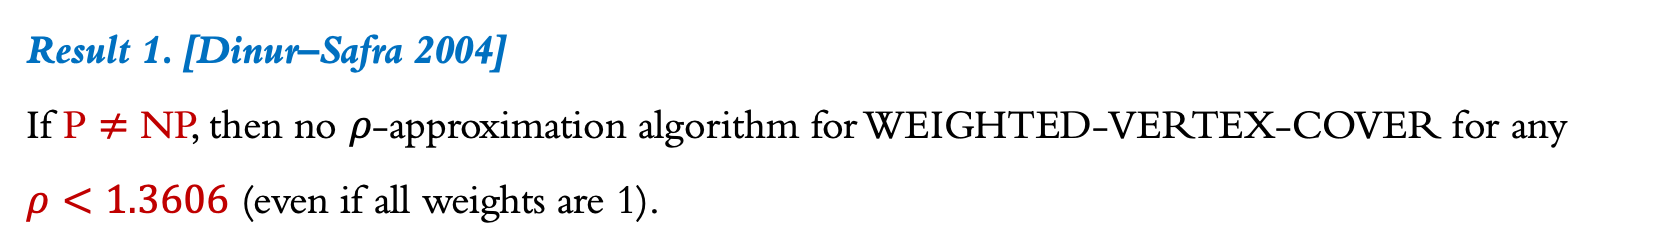 Result 1. [Dinur–Safra 2004]
If P ≠ NP, then no ρ-approximation algorithm for WEIGHTED-VERTEX-COVER for any
ρ < 1.3606 (even if all weights are 1).